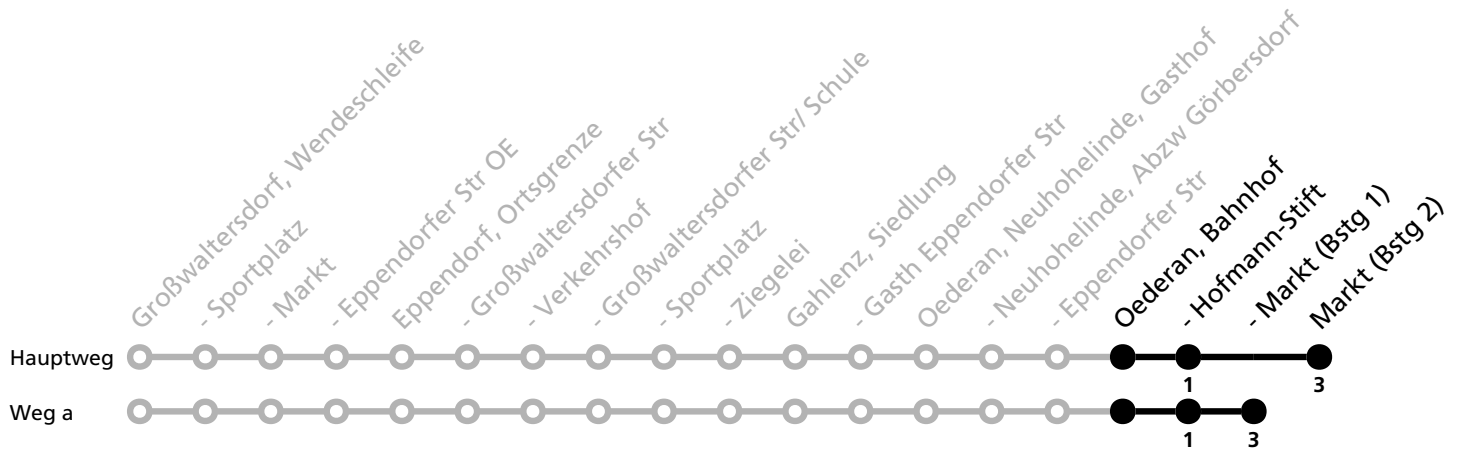 Großwaltersdorf, Wendeschleife
- Sportplatz
- Markt
- Eppendorfer Str OE
Eppendorf, Ortsgrenze
- Großwaltersdorfer Str
- Verkehrshof
- Großwaltersdorfer Str/ Schule
- Sportplatz
- Ziegelei
Gahlenz, Siedlung
- Gasth Eppendorfer Str
Oederan, Neuhohelinde, Gasthof
- Neuhohelinde, Abzw Görbersdorf
- Eppendorfer Str
Oederan, Bahnhof
- Hofmann-Stift
- Markt (Bstg 1)
Markt (Bstg 2)
Hauptweg
1 3
Weg a
1 3